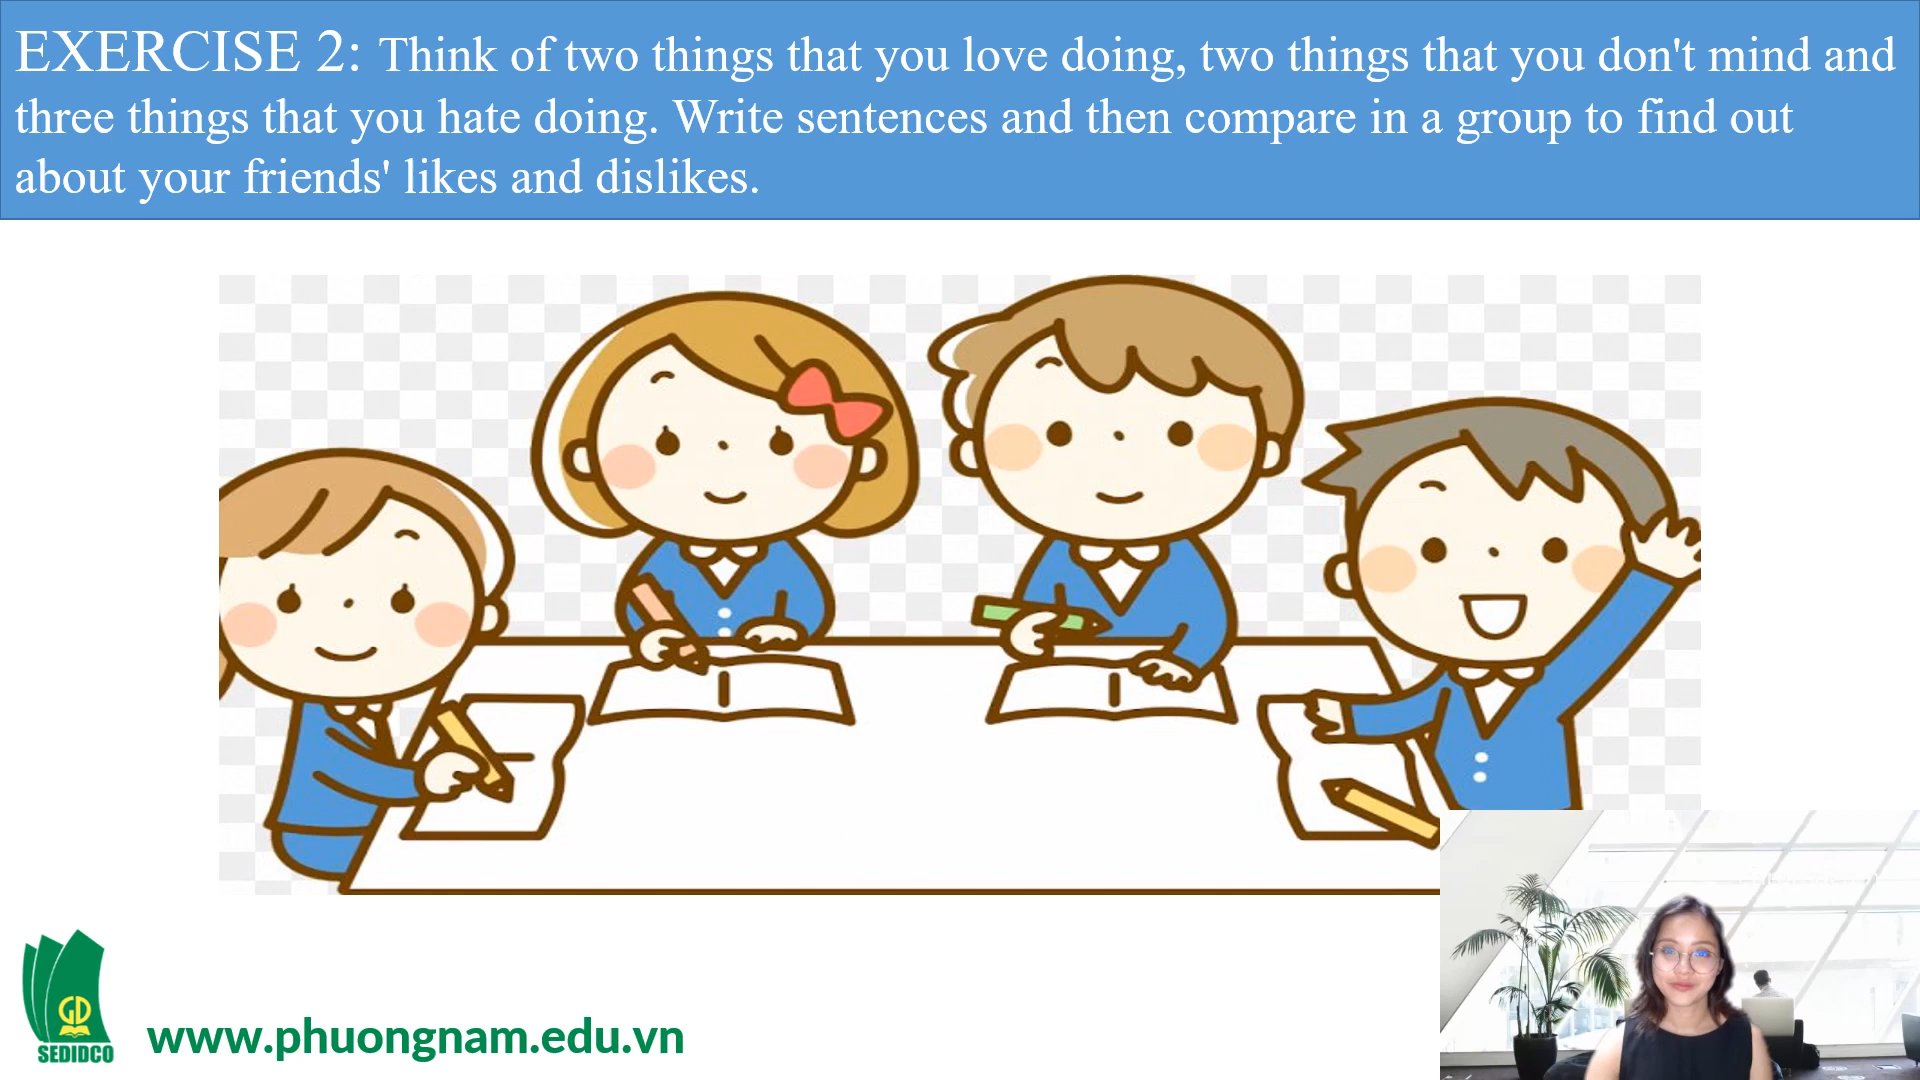 EXERCISE 2: Think of two things that you love doing, two things that you don't mind and
three things that you hate doing. Write sentences and then compare in a group to find out
about your friends' likes and dislikes.
GD
SEDIDCO
www.phuongnam.edu.vn